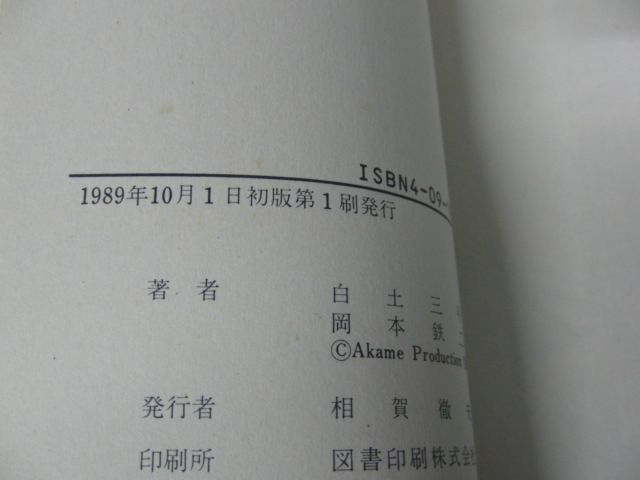 ISBN4-09-
1989年10月1日初版第1刷発行
著者 白土三
岡本鉄二
©Akame Production
発行者 相賀徹
印刷所 図書印刷株式会社